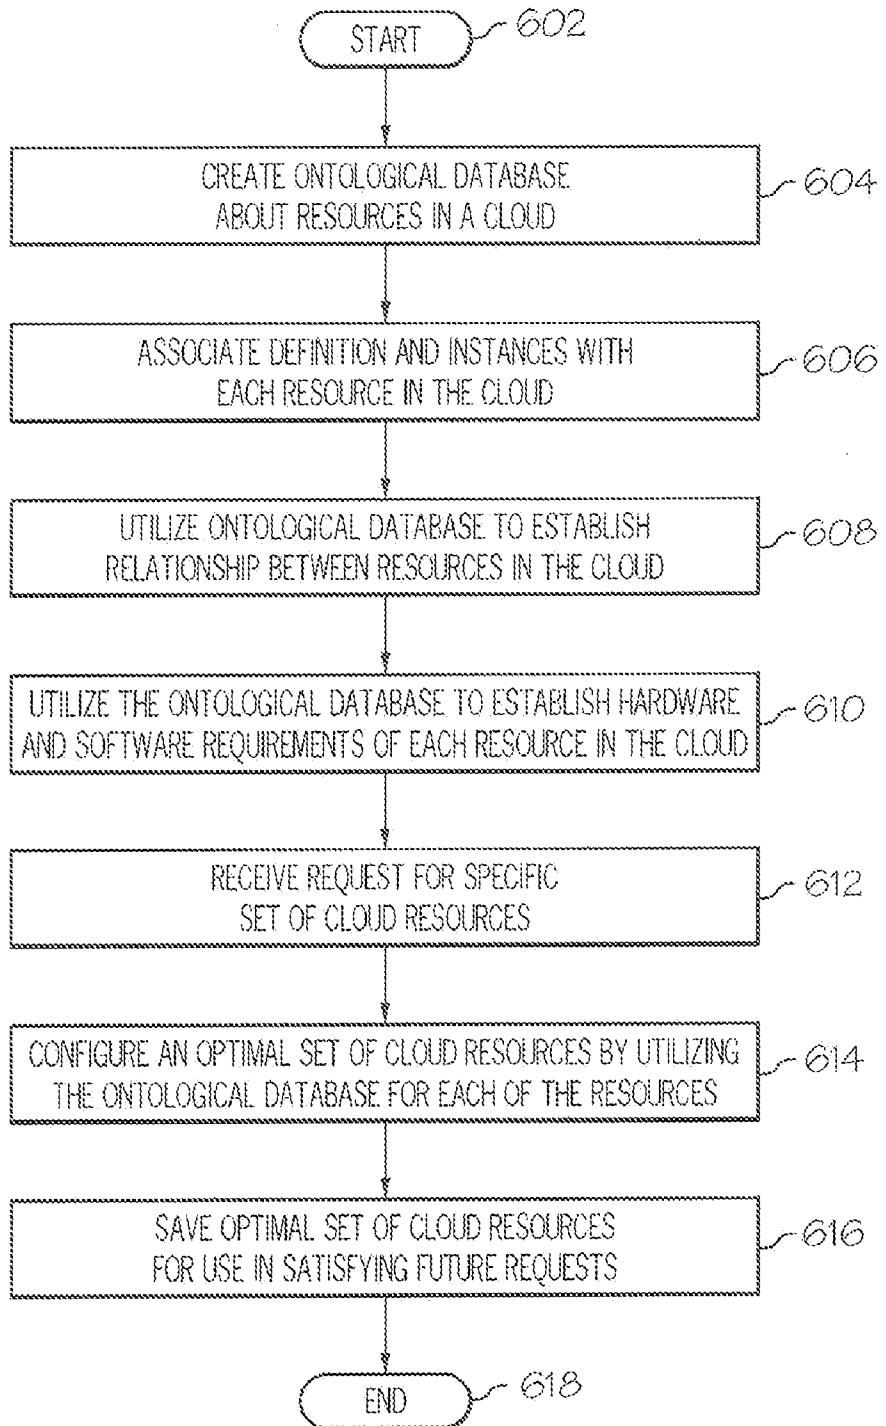 START
602
CREATE ONTOLOGICAL DATABASE
ABOUT RESOURCES IN A CLOUD
604
ASSOCIATE DEFINITION AND INSTANCES WITH
EACH RESOURCE IN THE CLOUD
606
UTILIZE ONTOLOGICAL DATABASE TO ESTABLISH
RELATIONSHIP BETWEEN RESOURCES IN THE CLOUD
608
UTILIZE THE ONTOLOGICAL DATABASE TO ESTABLISH HARDWARE
AND SOFTWARE REQUIREMENTS OF EACH RESOURCE IN THE CLOUD
610
RECEIVE REQUEST FOR SPECIFIC
SET OF CLOUD RESOURCES
612
CONFIGURE AN OPTIMAL SET OF CLOUD RESOURCES BY UTILIZING
THE ONTOLOGICAL DATABASE FOR EACH OF THE RESOURCES
614
SAVE OPTIMAL SET OF CLOUD RESOURCES
FOR USE IN SATISFYING FUTURE REQUESTS
616
END
618